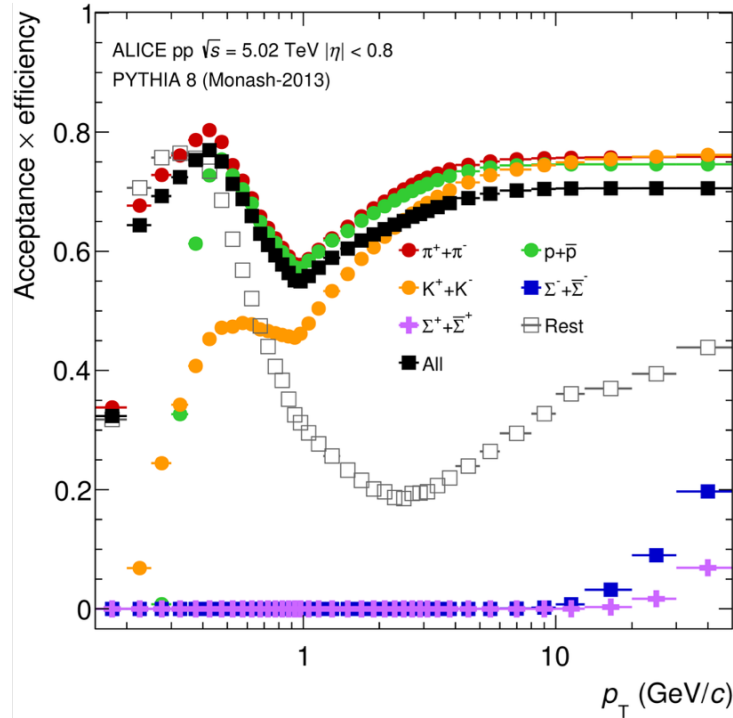 ALICE pp √s = 5.02 TeV |η| < 0.8
PYTHIA 8 (Monash-2013)
Acceptance × efficiency
1
0.8
0.6
0.4
0.2
0
π⁺+π⁻
p+p̅
K⁺+K⁻
Σ⁻+Σ̅⁻
Σ⁺+Σ̅⁺
Rest
All
1
10
p_T (GeV/c)